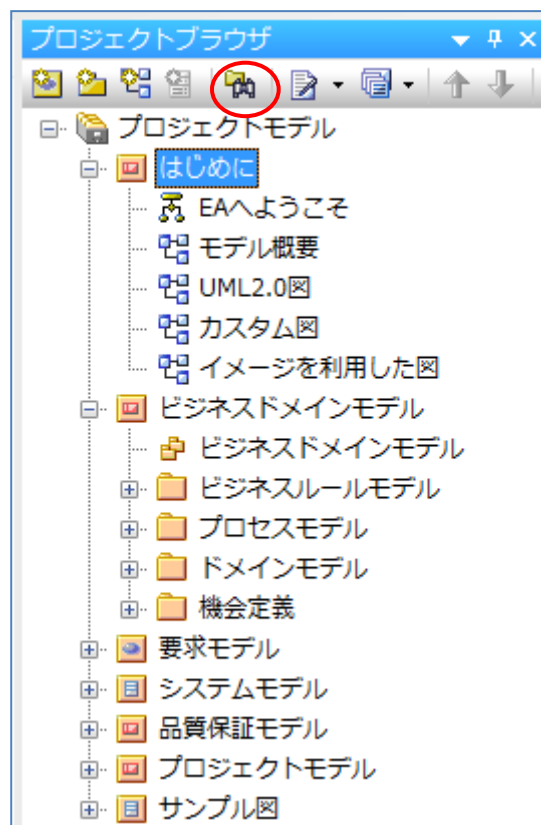 プロジェクトブラウザ
プロジェクトモデル
はじめに
EAへようこそ
モデル概要
UML2.0図
カスタム図
イメージを利用した図
ビジネスドメインモデル
ビジネスドメインモデル
ビジネスルールモデル
プロセスモデル
ドメインモデル
機会定義
要求モデル
システムモデル
品質保証モデル
プロジェクトモデル
サンプル図